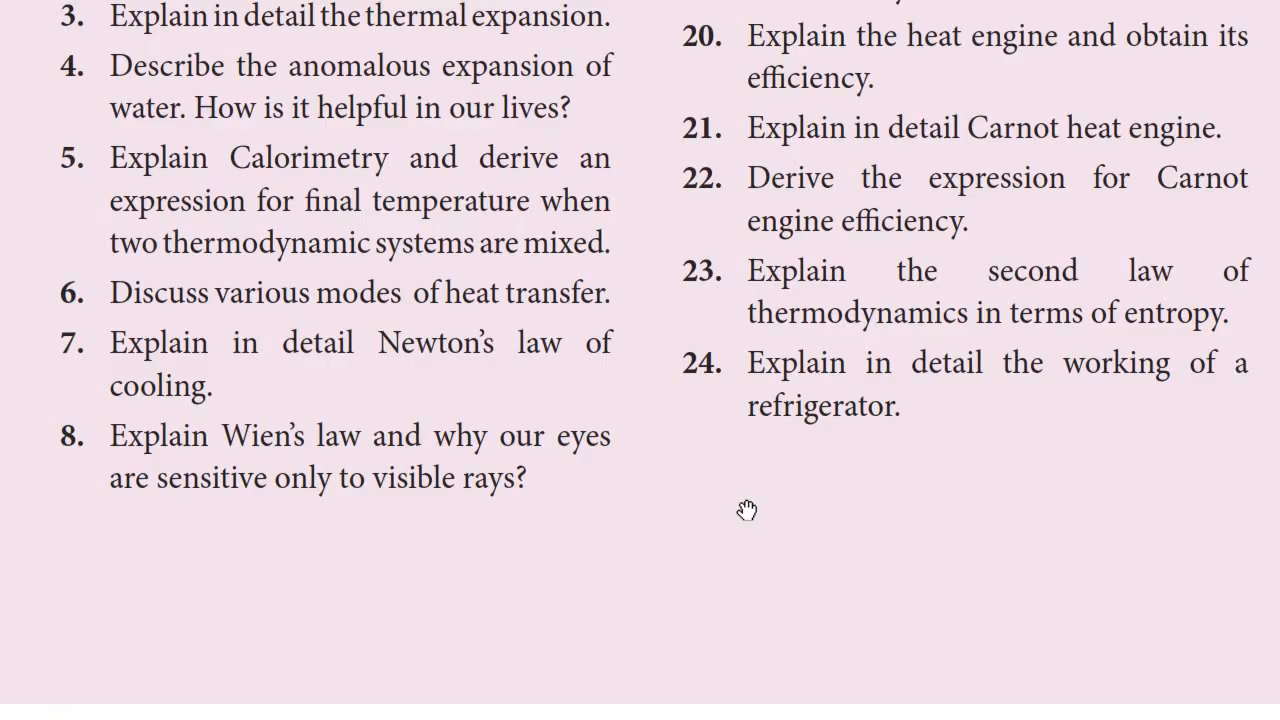 3. Explain in detail the thermal expansion.
4. Describe the anomalous expansion of
water. How is it helpful in our lives?
5. Explain Calorimetry and derive an
expression for final temperature when
two thermodynamic systems are mixed.
6. Discuss various modes of heat transfer.
7. Explain in detail Newton’s law of
cooling.
8. Explain Wien’s law and why our eyes
are sensitive only to visible rays?
20. Explain the heat engine and obtain its
efficiency.
21. Explain in detail Carnot heat engine.
22. Derive the expression for Carnot
engine efficiency.
23. Explain the second law of
thermodynamics in terms of entropy.
24. Explain in detail the working of a
refrigerator.